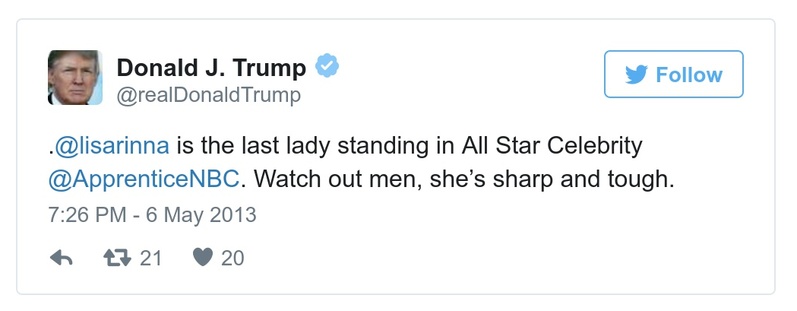 Donald J. Trump
@realDonaldTrump
Follow
.@lisarinna is the last lady standing in All Star Celebrity
@ApprenticeNBC. Watch out men, she’s sharp and tough.
7:26 PM - 6 May 2013
21 20